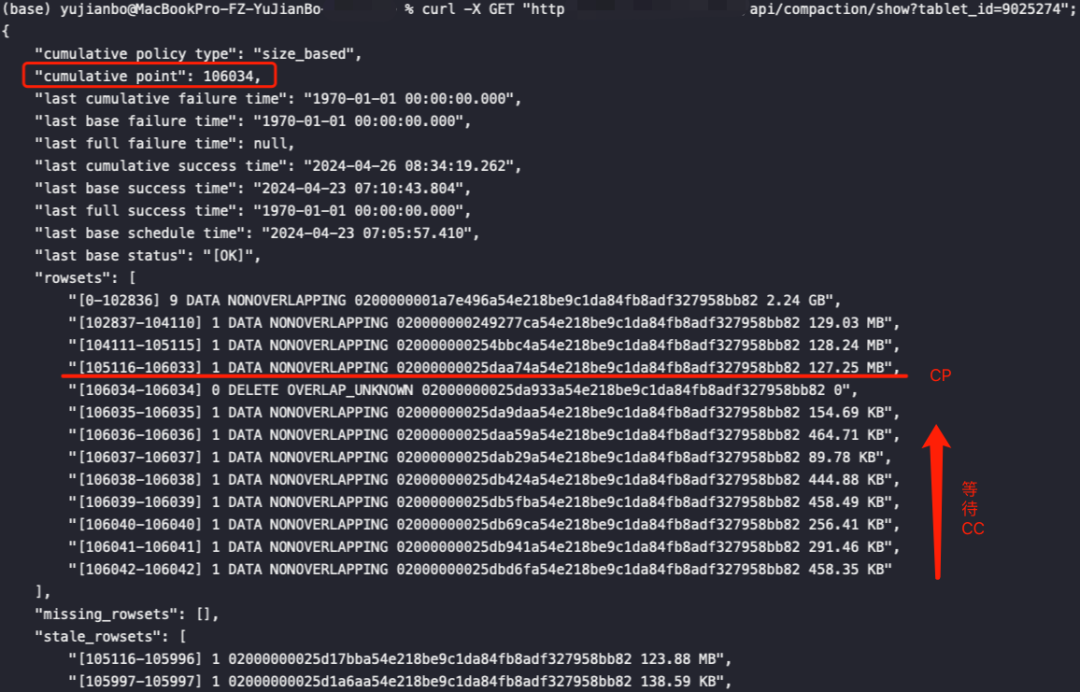 (base) yujianbo@MacBookPro-FZ-YuJianBo- % curl -X GET "http api/compaction/show?tablet_id=9025274";
{
"cumulative policy type": "size_based",
"cumulative point": 106034,
"last cumulative failure time": "1970-01-01 00:00:00.000",
"last base failure time": "1970-01-01 00:00:00.000",
"last full failure time": null,
"last cumulative success time": "2024-04-26 08:34:19.262",
"last base success time": "2024-04-23 07:10:43.804",
"last full success time": "1970-01-01 00:00:00.000",
"last base schedule time": "2024-04-23 07:05:57.410",
"last base status": "[OK]",
"rowsets": [
"[0-102836] 9 DATA NONOVERLAPPING 0200000001a7e496a54e218be9c1da84fb8adf327958bb82 2.24 GB",
"[102837-104110] 1 DATA NONOVERLAPPING 020000000249277ca54e218be9c1da84fb8adf327958bb82 129.03 MB",
"[104111-105115] 1 DATA NONOVERLAPPING 020000000254bbc4a54e218be9c1da84fb8adf327958bb82 128.24 MB",
"[105116-106033] 1 DATA NONOVERLAPPING 02000000025daa74a54e218be9c1da84fb8adf327958bb82 127.25 MB",
CP
"[106034-106034] 0 DELETE OVERLAP_UNKNOWN 02000000025da933a54e218be9c1da84fb8adf327958bb82 0",
"[106035-106035] 1 DATA NONOVERLAPPING 02000000025da9daa54e218be9c1da84fb8adf327958bb82 154.69 KB",
"[106036-106036] 1 DATA NONOVERLAPPING 02000000025daa59a54e218be9c1da84fb8adf327958bb82 464.71 KB",
"[106037-106037] 1 DATA NONOVERLAPPING 02000000025dab29a54e218be9c1da84fb8adf327958bb82 89.78 KB",
"[106038-106038] 1 DATA NONOVERLAPPING 02000000025db424a54e218be9c1da84fb8adf327958bb82 444.88 KB",
"[106039-106039] 1 DATA NONOVERLAPPING 02000000025db5fba54e218be9c1da84fb8adf327958bb82 458.49 KB",
"[106040-106040] 1 DATA NONOVERLAPPING 02000000025db69ca54e218be9c1da84fb8adf327958bb82 256.41 KB",
"[106041-106041] 1 DATA NONOVERLAPPING 02000000025db941a54e218be9c1da84fb8adf327958bb82 291.46 KB",
"[106042-106042] 1 DATA NONOVERLAPPING 02000000025dbd6fa54e218be9c1da84fb8adf327958bb82 458.35 KB"
等
待
CC
],
"missing_rowsets": [],
"stale_rowsets": [
"[105116-105996] 1 02000000025d17bba54e218be9c1da84fb8adf327958bb82 123.88 MB",
"[105997-105997] 1 02000000025d1a6aa54e218be9c1da84fb8adf327958bb82 138.59 KB",